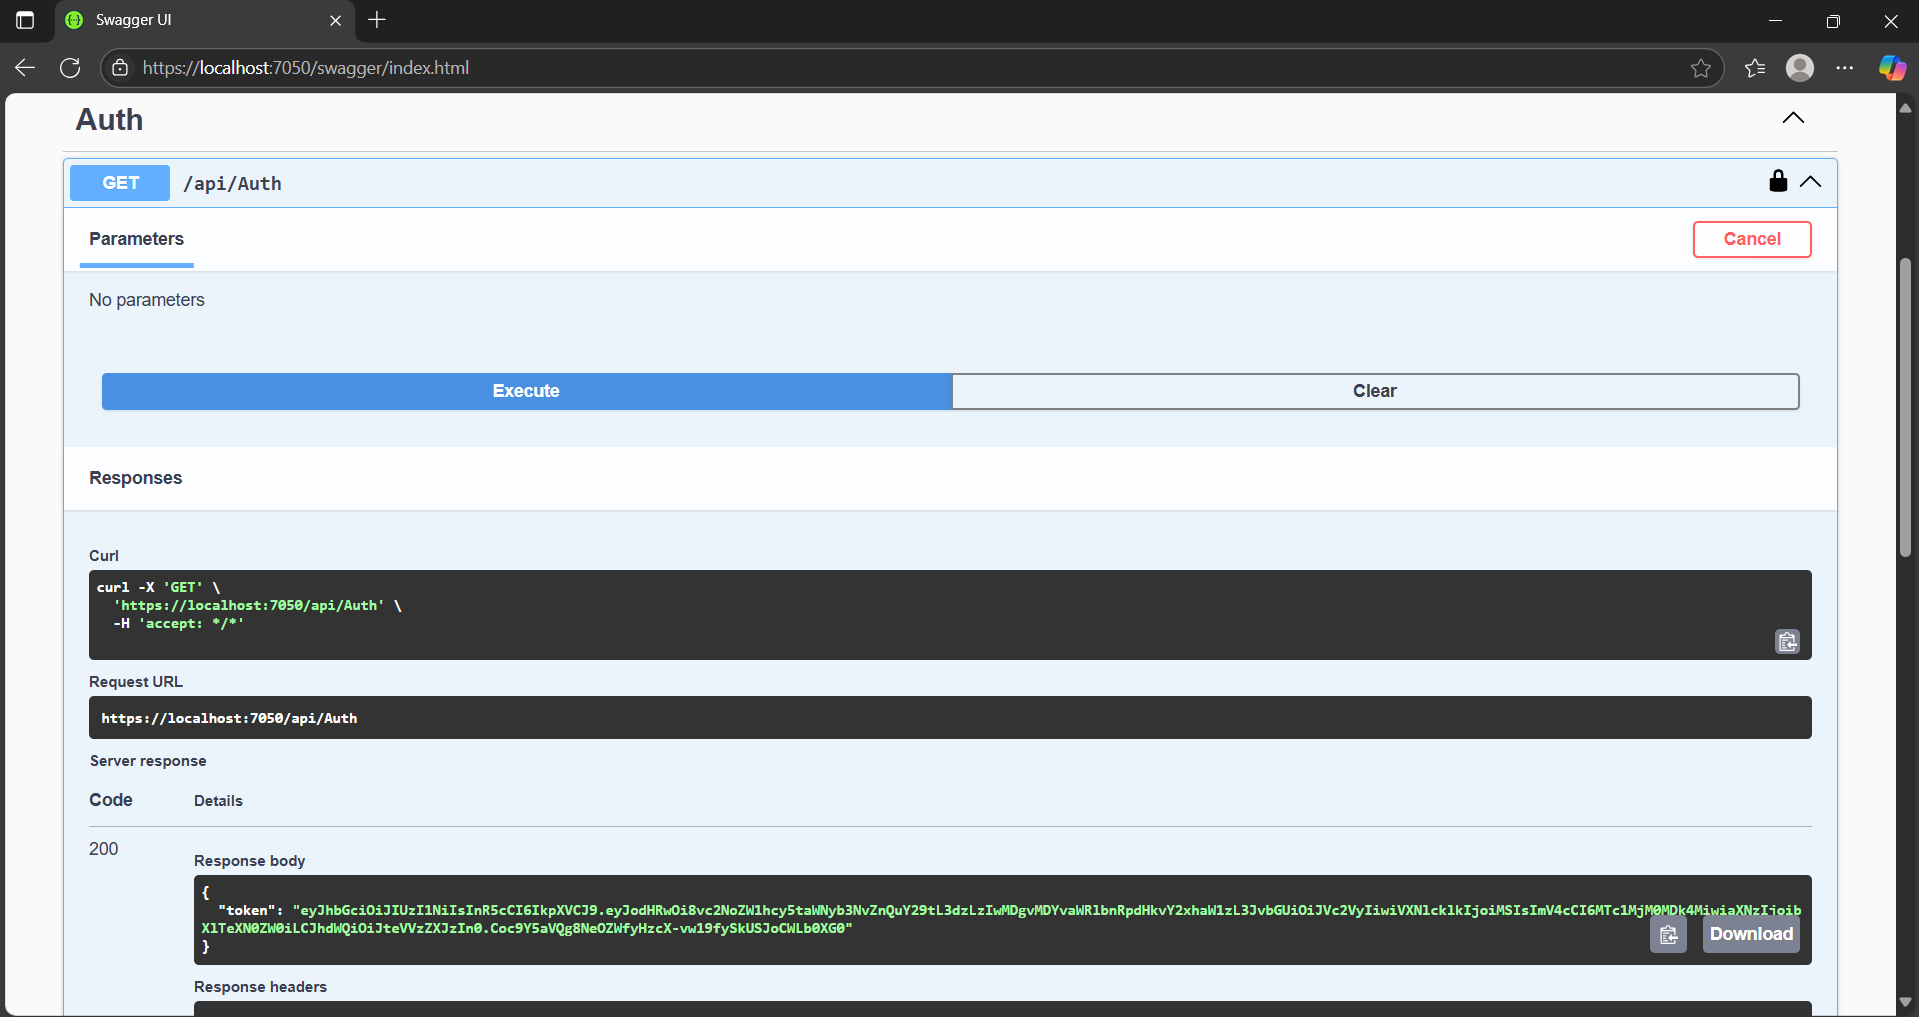 Swagger UI
https://localhost:7050/swagger/index.html
Auth
GET /api/Auth
Parameters
Cancel
No parameters
Execute
Clear
Responses
Curl
curl -X 'GET' \
'https://localhost:7050/api/Auth' \
-H 'accept: */*'
Request URL
https://localhost:7050/api/Auth
Server response
Code Details
200
Response body
{
"token": "eyJhbGciOiJIUzI1NiIsInR5cCI6IkpXVCJ9.eyJodHRwOi8vc2NoZW1hcy5taWNyb3NvZnQuY29tL3dzLzIwMDgvMDYvaWRlbnRpdHkvY2xhaW1zL3JvbGUiOiJVc2VyIiwiVXNlcklkIjoiMSIsImV4cCI6MTc1MjM0MDk4MiwiaXNzIjoib
XlTeXN0ZW0iLCJhdWQiOiJteVVzZXJzIn0.Coc9Y5aVQg8NeOZWfyHzcX-vw19fySkUSJoCWLb0XG0"
}
Download
Response headers